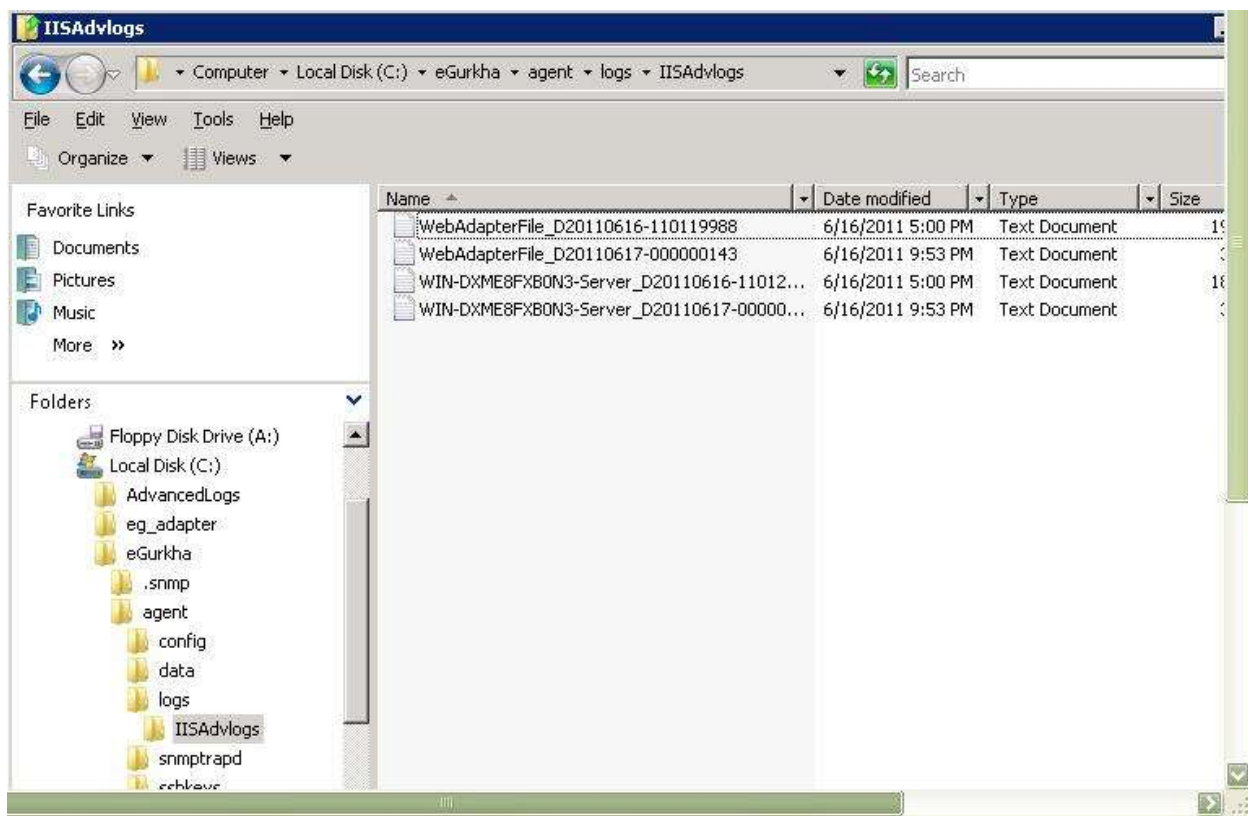 IISAdvlogs
Computer Local Disk (C:) eGurkha agent logs IISAdvlogs Search
File Edit View Tools Help
Organize Views
Favorite Links
Documents
Pictures
Music
More »
Folders
Floppy Disk Drive (A:)
Local Disk (C:)
AdvancedLogs
eg_adapter
eGurkha
.snmp
agent
config
data
logs
IISAdvlogs
snmptrapd
Name Date modified Type Size
WebAdapterFile_D20110616-110119988 6/16/2011 5:00 PM Text Document
WebAdapterFile_D20110617-000000143 6/16/2011 9:53 PM Text Document
WIN-DXME8FXB0N3-Server_D20110616-11012... 6/16/2011 5:00 PM Text Document
WIN-DXME8FXB0N3-Server_D20110617-00000... 6/16/2011 9:53 PM Text Document